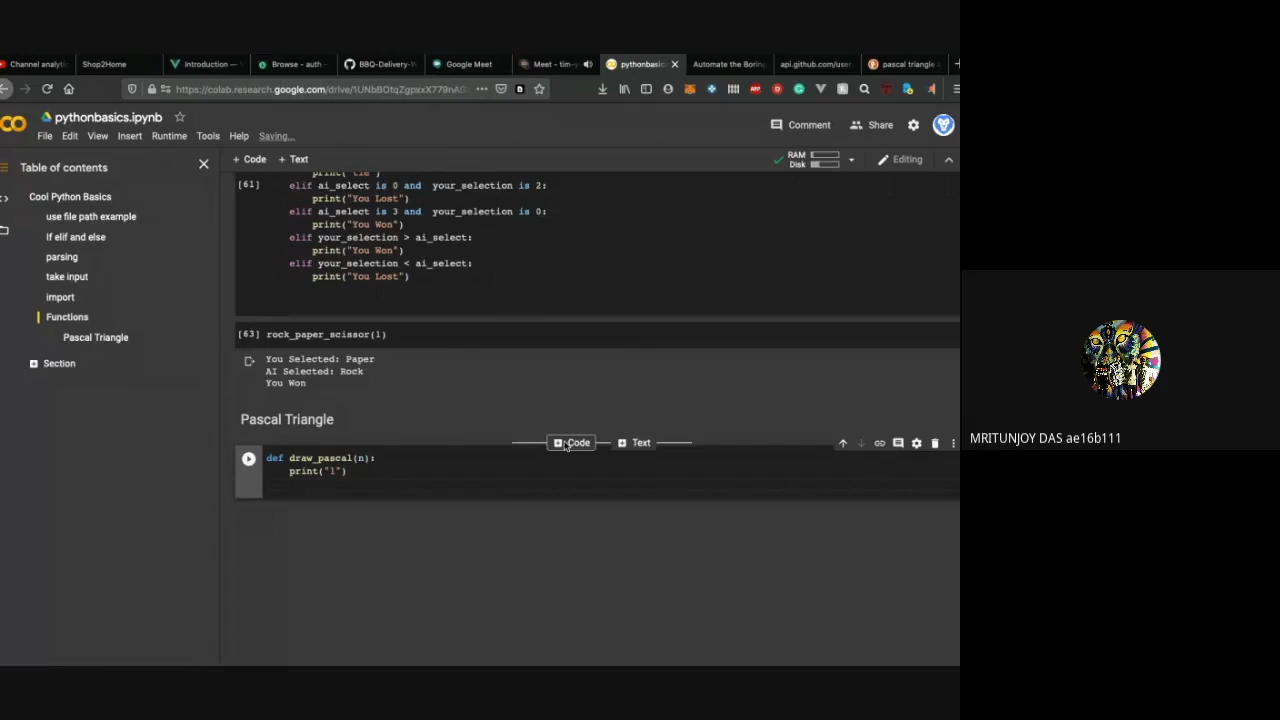 Channel analytic
Shop2Home
Introduction —
Browse - auth -
BBQ-Delivery-
Google Meet
Meet - tim-
pythonbasic
Automate the Boring
api.github.com/user
pascal triangle
https://colab.research.google.com/drive/1UNbBOtqZgpxxX779nA
CO
pythonbasics.ipynb
File Edit View Insert Runtime Tools Help Saving...
Comment
Share
Table of contents
+ Code + Text
RAM
Disk
Editing
Cool Python Basics
use file path example
If elif and else
parsing
take input
import
Functions
Pascal Triangle
Section
print("tie")
[61] elif ai_select is 0 and your_selection is 2:
print("You Lost")
elif ai_select is 3 and your_selection is 0:
print("You Won")
elif your_selection > ai_select:
print("You Won")
elif your_selection < ai_select:
print("You Lost")
[63] rock_paper_scissor(1)
You Selected: Paper
AI Selected: Rock
You Won
Pascal Triangle
Code
Text
def draw_pascal(n):
print("1")
MRITUNJOY DAS ae16b111